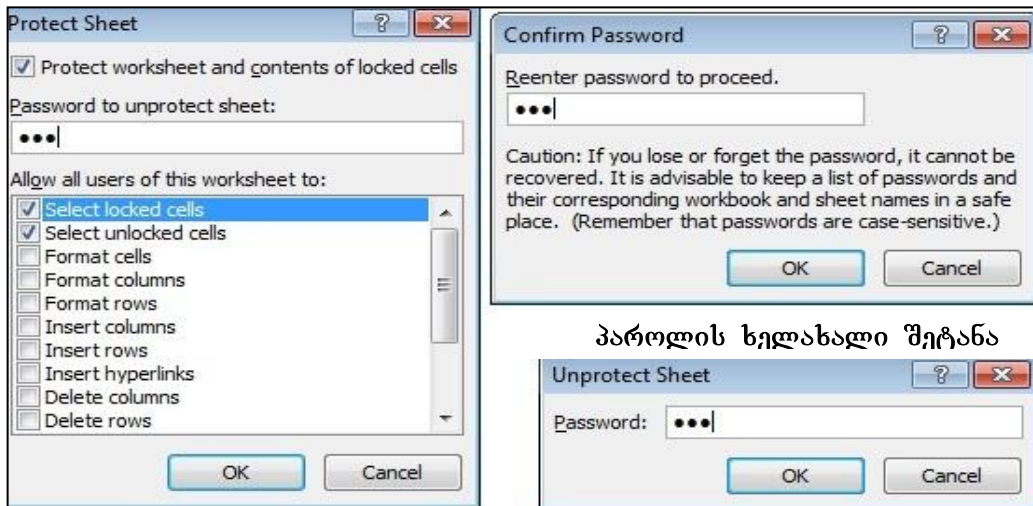 Protect Sheet
Protect worksheet and contents of locked cells
Password to unprotect sheet:
•••
Allow all users of this worksheet to:
Select locked cells
Select unlocked cells
Format cells
Format columns
Format rows
Insert columns
Insert rows
Insert hyperlinks
Delete columns
Delete rows
OK Cancel
Confirm Password
Reenter password to proceed.
•••
Caution: If you lose or forget the password, it cannot be
recovered. It is advisable to keep a list of passwords and
their corresponding workbook and sheet names in a safe
place. (Remember that passwords are case-sensitive.)
OK Cancel
პაროლის ხელახალი შეტანა
Unprotect Sheet
Password: •••
OK Cancel